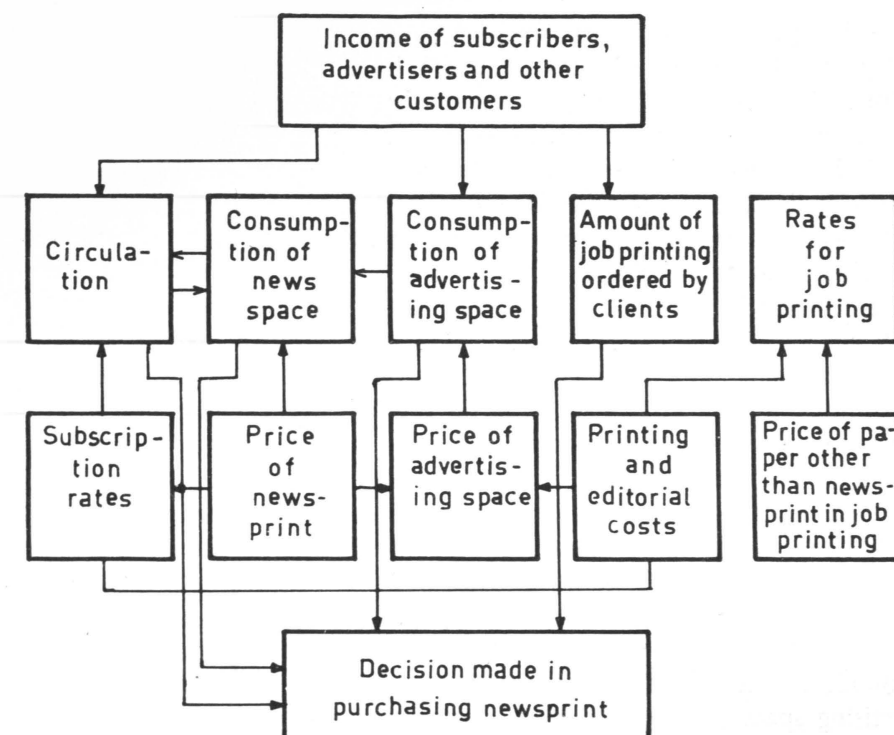 Income of subscribers,
advertisers and other
customers
Circula-
tion
Consump-
tion of
news
space
Consump-
tion of
advertis-
ing space
Amount of
job printing
ordered by
clients
Rates
for
job
printing
Subscrip-
tion
rates
Price
of
news-
print
Price of
advertis-
ing space
Printing
and
editorial
costs
Price of pa-
per other
than news-
print in job
printing
Decision made in
purchasing newsprint